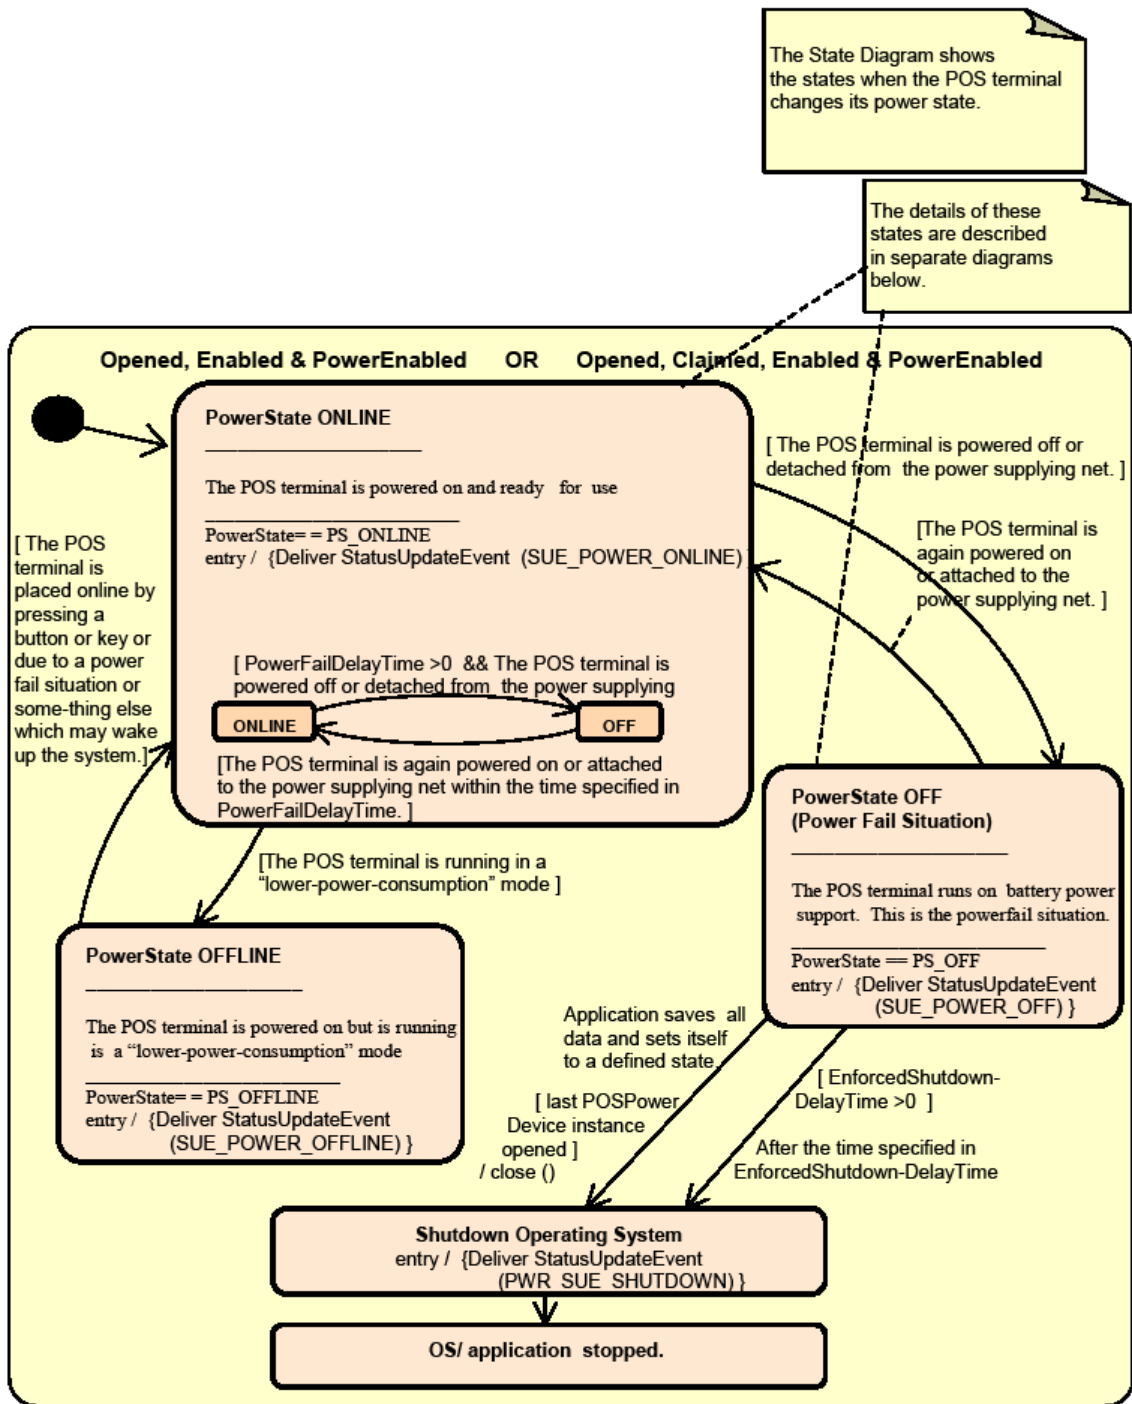 The State Diagram shows
the states when the POS terminal
changes its power state.
The details of these
states are described
in separate diagrams
below.
Opened, Enabled & PowerEnabled OR Opened, Claimed, Enabled & PowerEnabled
PowerState ONLINE
The POS terminal is powered on and ready for use
PowerState= = PS_ONLINE
entry / {Deliver StatusUpdateEvent (SUE_POWER_ONLINE) }
[ The POS terminal is powered off or
detached from the power supplying net. ]
[The POS terminal is
again powered on
or attached to the
power supplying net. ]
[ The POS
terminal is
placed online by
pressing a
button or key or
due to a power
fail situation or
some-thing else
which may wake
up the system.]
[ PowerFailDelayTime >0 && The POS terminal is
powered off or detached from the power supplying
ONLINE
OFF
[The POS terminal is again powered on or attached
to the power supplying net within the time specified in
PowerFailDelayTime. ]
[The POS terminal is running in a
“lower-power-consumption” mode ]
PowerState OFF
(Power Fail Situation)
The POS terminal runs on battery power
support. This is the powerfail situation.
PowerState == PS_OFF
entry / {Deliver StatusUpdateEvent
(SUE_POWER_OFF) }
PowerState OFFLINE
The POS terminal is powered on but is running
is a “lower-power-consumption” mode
PowerState= = PS_OFFLINE
entry / {Deliver StatusUpdateEvent
(SUE_POWER_OFFLINE) }
Application saves all
data and sets itself
to a defined state.
[ last POSPower
Device instance
opened ]
/ close ()
[ EnforcedShutdown-
DelayTime >0 ]
After the time specified in
EnforcedShutdown-DelayTime
Shutdown Operating System
entry / {Deliver StatusUpdateEvent
(PWR_SUE_SHUTDOWN) }
OS/ application stopped.